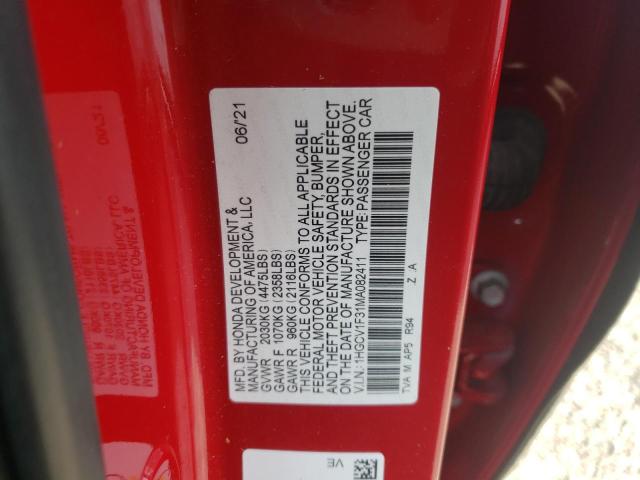 MFD. BY HONDA DEVELOPMENT &
MANUFACTURING OF AMERICA, LLC 06/'21
GVWR 2030KG(4475LBS)
GAWR F 1070KG(2358LBS)
GAWR R 960KG(2116LBS)
THIS VEHICLE CONFORMS TO ALL APPLICABLE
FEDERAL MOTOR VEHICLE SAFETY, BUMPER,
AND THEFT PREVENTION STANDARDS IN EFFECT
ON THE DATE OF MANUFACTURE SHOWN ABOVE.
V.I.N.: 1HGCV1F31MA082411 TYPE: PASSENGER CAR
TVA M AP5 R94 Z .A